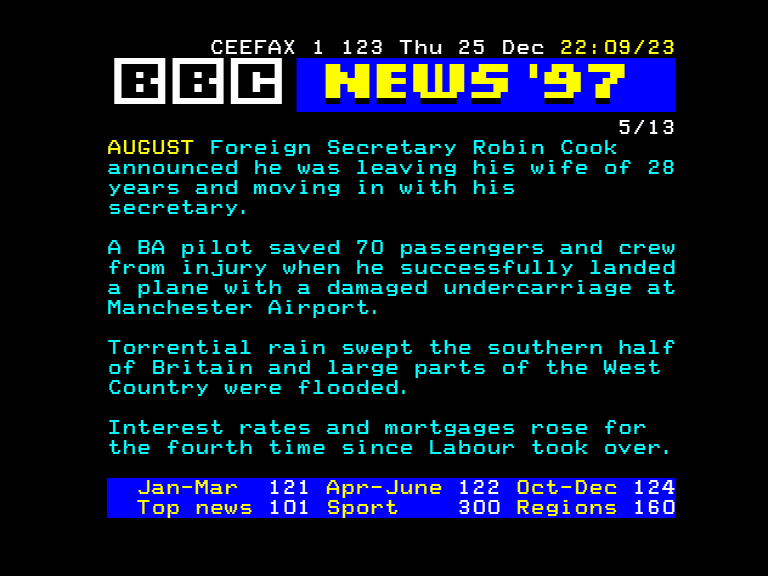 CEEFAX 1 123 Thu 25 Dec 22:09/23
BBC NEWS '97
5/13
AUGUST Foreign Secretary Robin Cook
announced he was leaving his wife of 28
years and moving in with his
secretary.
A BA pilot saved 70 passengers and crew
from injury when he successfully landed
a plane with a damaged undercarriage at
Manchester Airport.
Torrential rain swept the southern half
of Britain and large parts of the West
Country were flooded.
Interest rates and mortgages rose for
the fourth time since Labour took over.
Jan-Mar 121 Apr-June 122 Oct-Dec 124
Top news 101 Sport 300 Regions 160